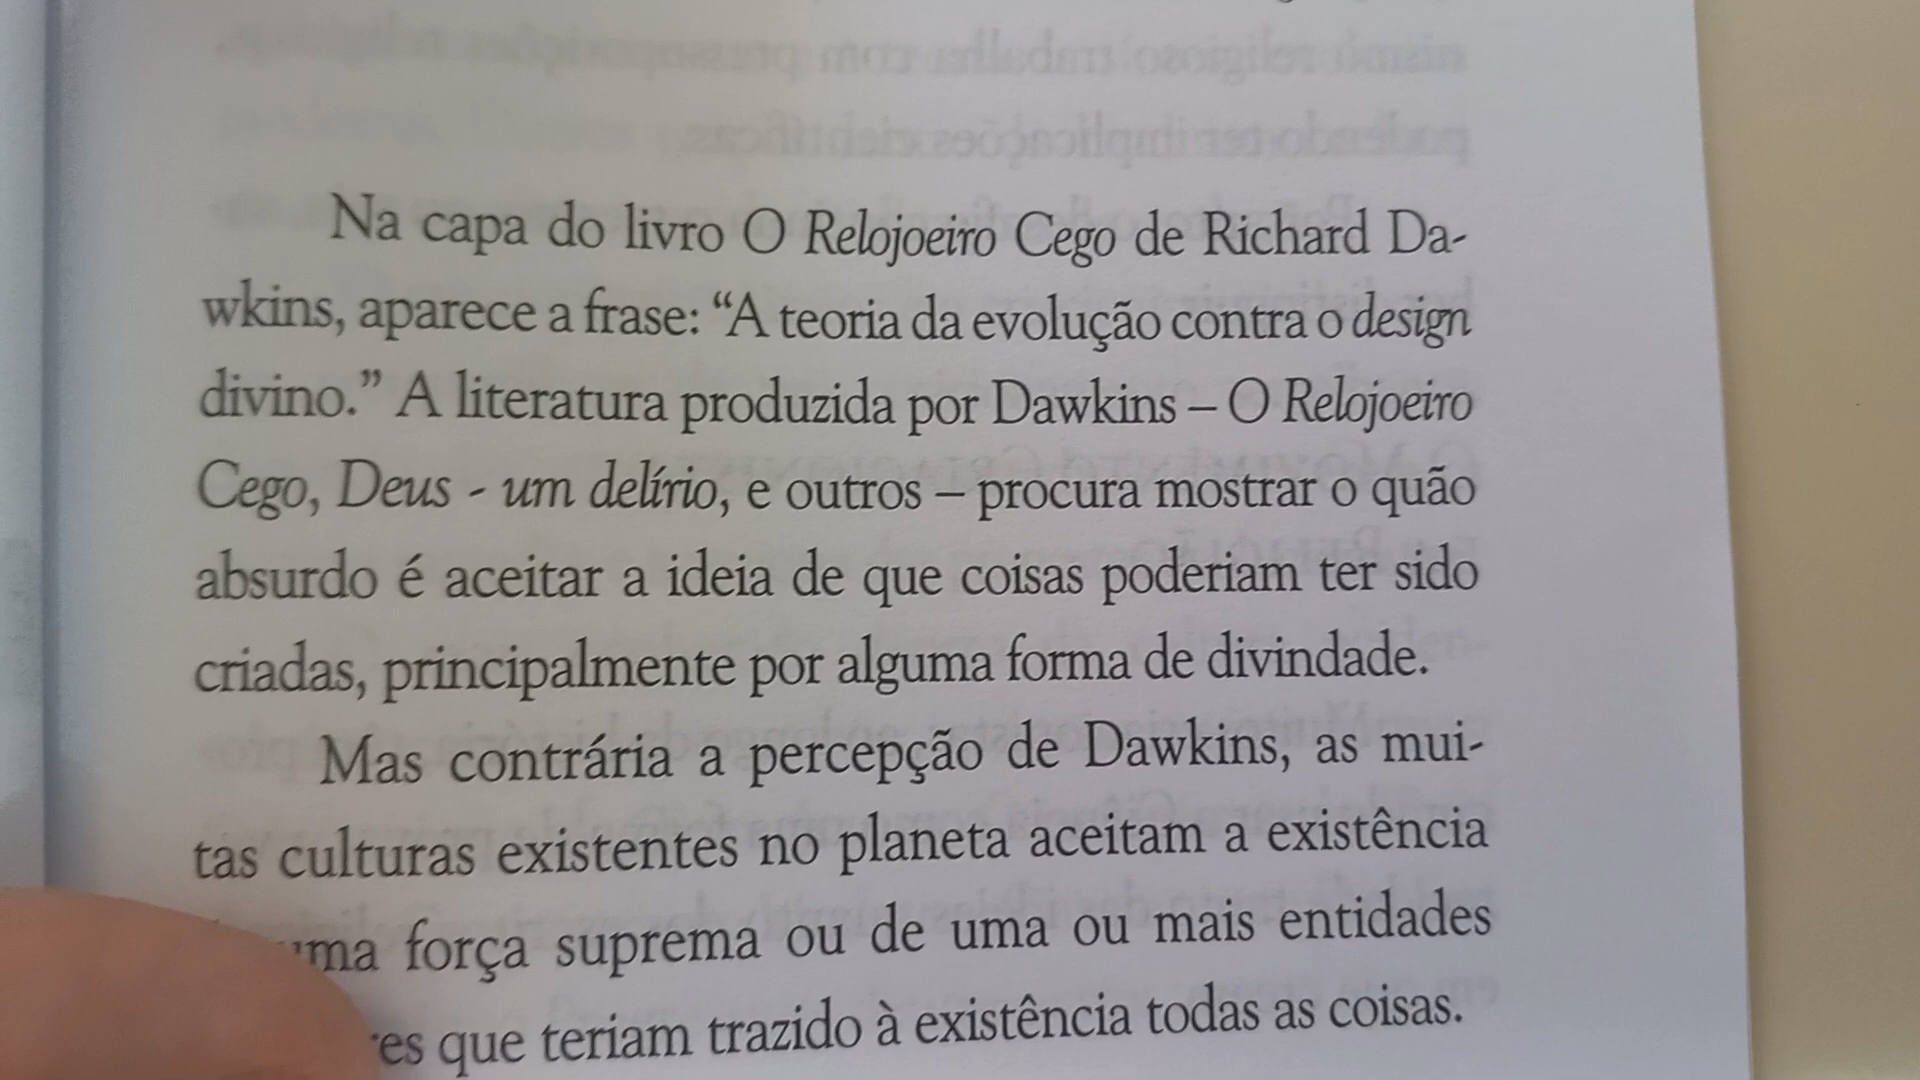 Na capa do livro O Relojoeiro Cego de Richard Da-
wkins, aparece a frase: “A teoria da evolução contra o design
divino.” A literatura produzida por Dawkins – O Relojoeiro
Cego, Deus - um delírio, e outros – procura mostrar o quão
absurdo é aceitar a ideia de que coisas poderiam ter sido
criadas, principalmente por alguma forma de divindade.
Mas contrária a percepção de Dawkins, as mui-
tas culturas existentes no planeta aceitam a existência
força suprema ou de uma ou mais entidades
que teriam trazido à existência todas as coisas.